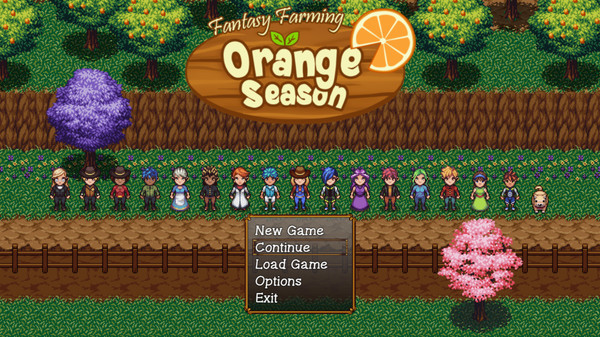 Fantasy Farming
Orange
Season
New Game
Continue
Load Game
Options
Exit